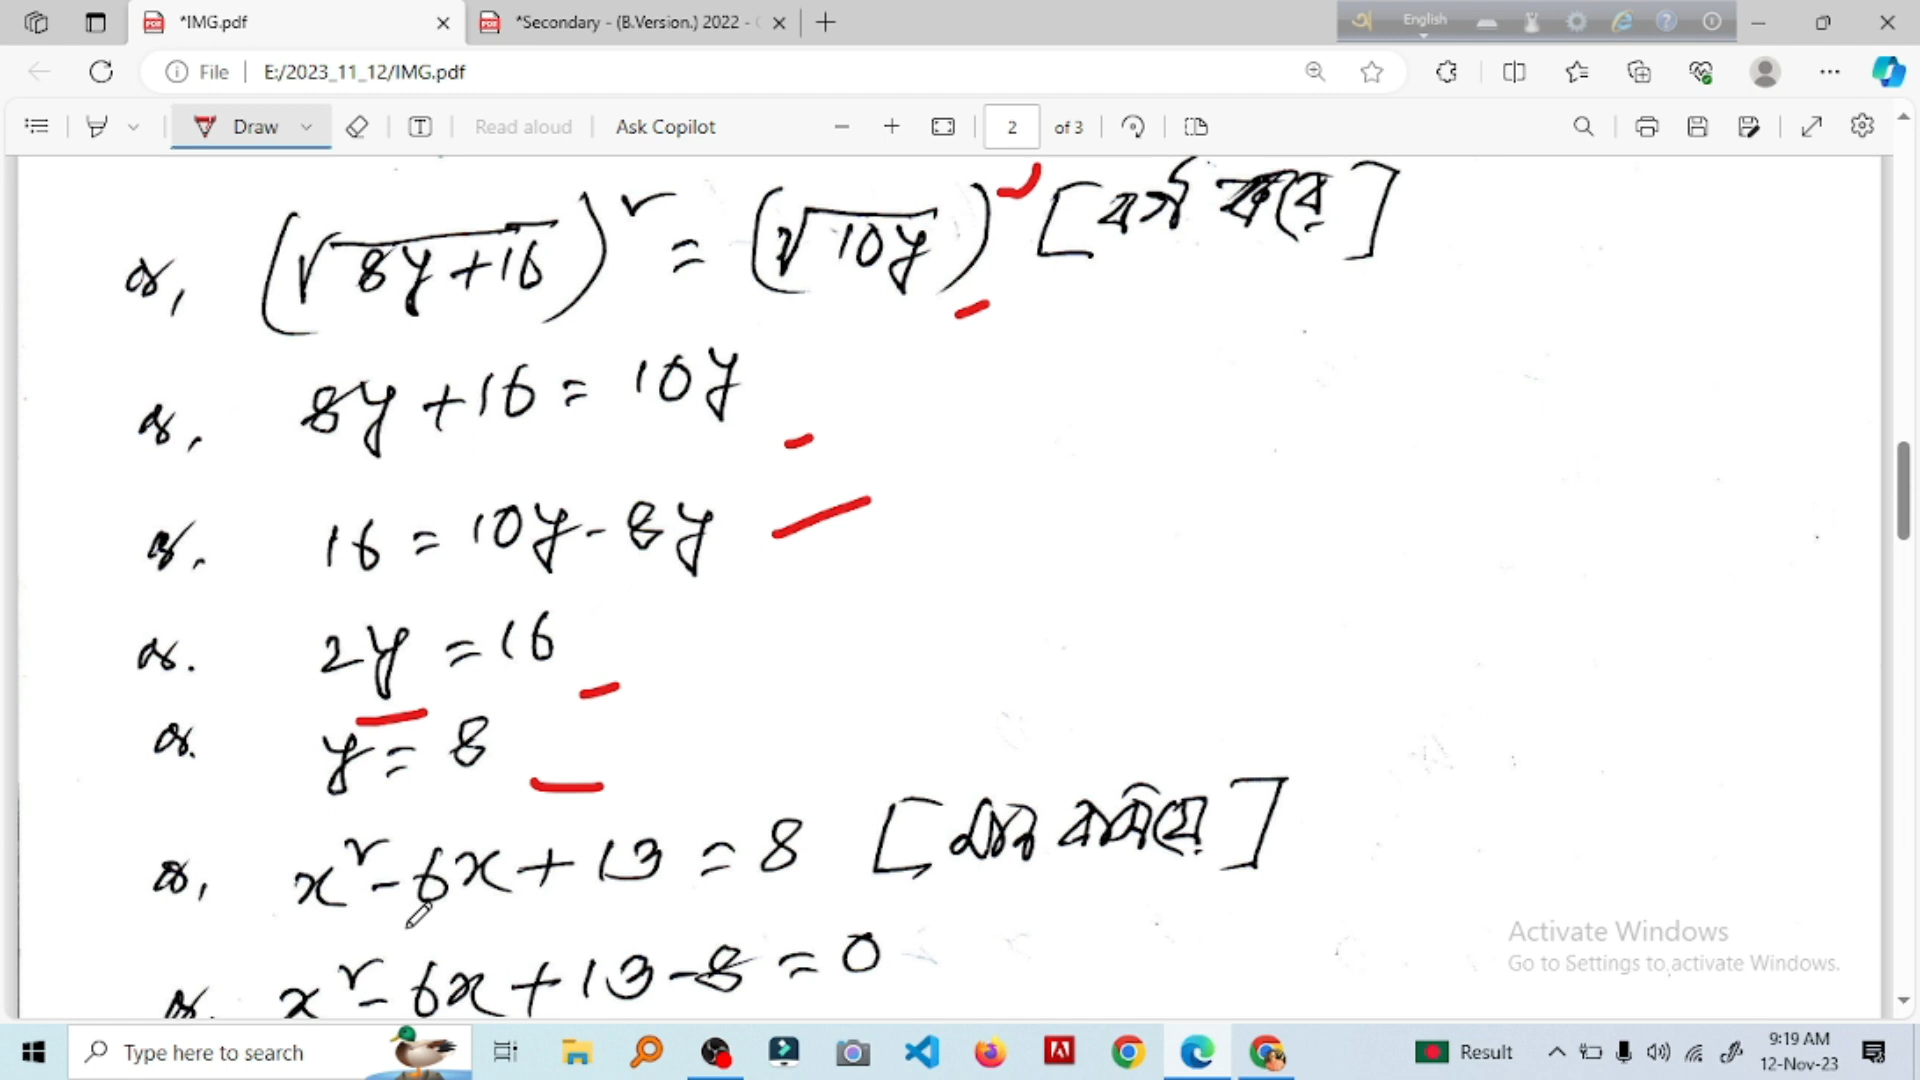 *IMG.pdf
*Secondary - (B.Version.) 2022 -
English
File E:/2023_11_12/IMG.pdf
Draw Read aloud Ask Copilot 2 of 3
বা, (√8y+16)² = (√10y)² [বর্গ করে]
বা, 8y+16 = 10y
বা, 16 = 10y-8y
বা, 2y = 16
বা, y = 8
বা, x²-6x+13 = 8 [মান বসিয়ে]
বা, x²-6x+13-8 = 0
Activate Windows
Go to Settings to activate Windows.
Type here to search
Result
9:19 AM
12-Nov-23